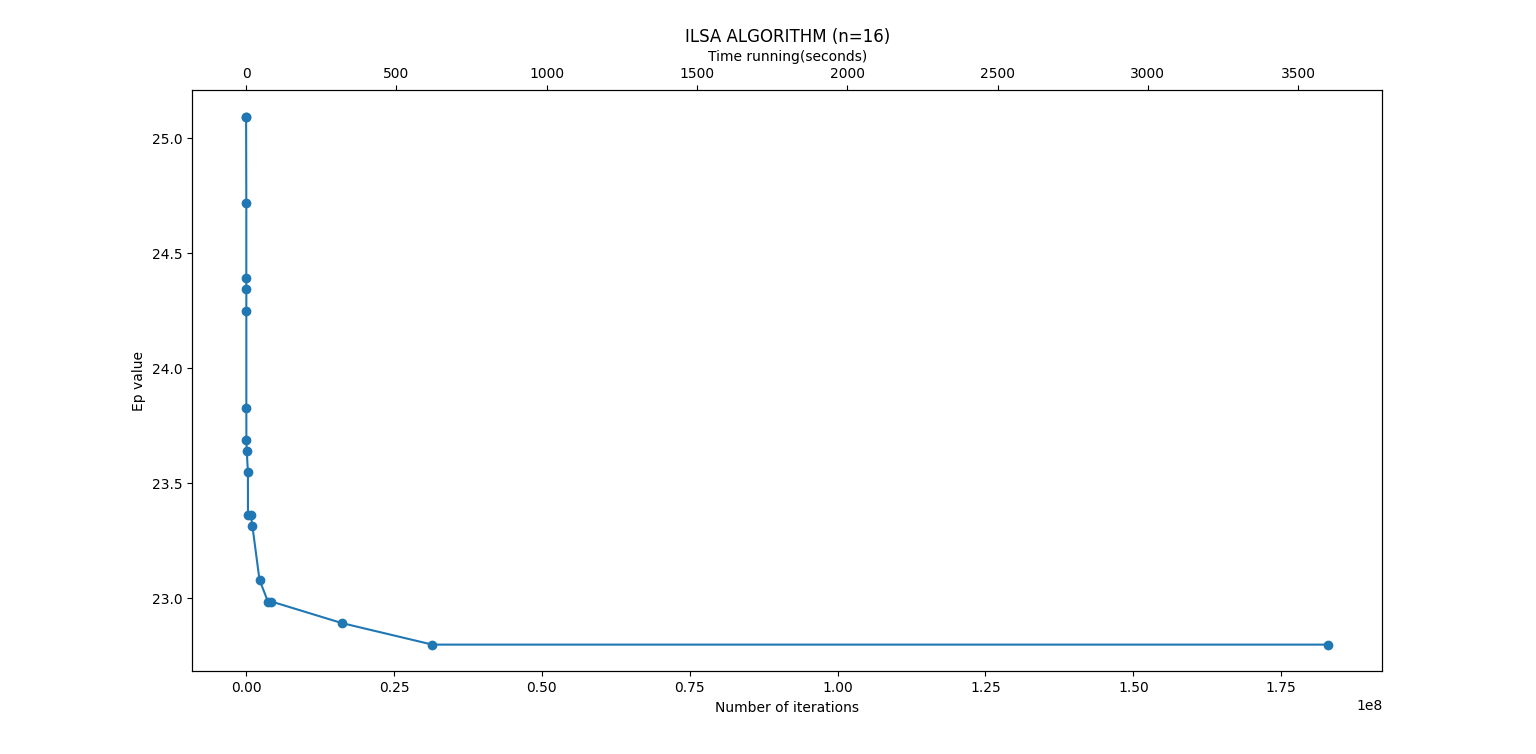 ILSA ALGORITHM (n=16)
Time running(seconds)
0 500 1000 1500 2000 2500 3000 3500
25.0
24.5
24.0
23.5
23.0
Ep value
0.00 0.25 0.50 0.75 1.00 1.25 1.50 1.75
1e8
Number of iterations